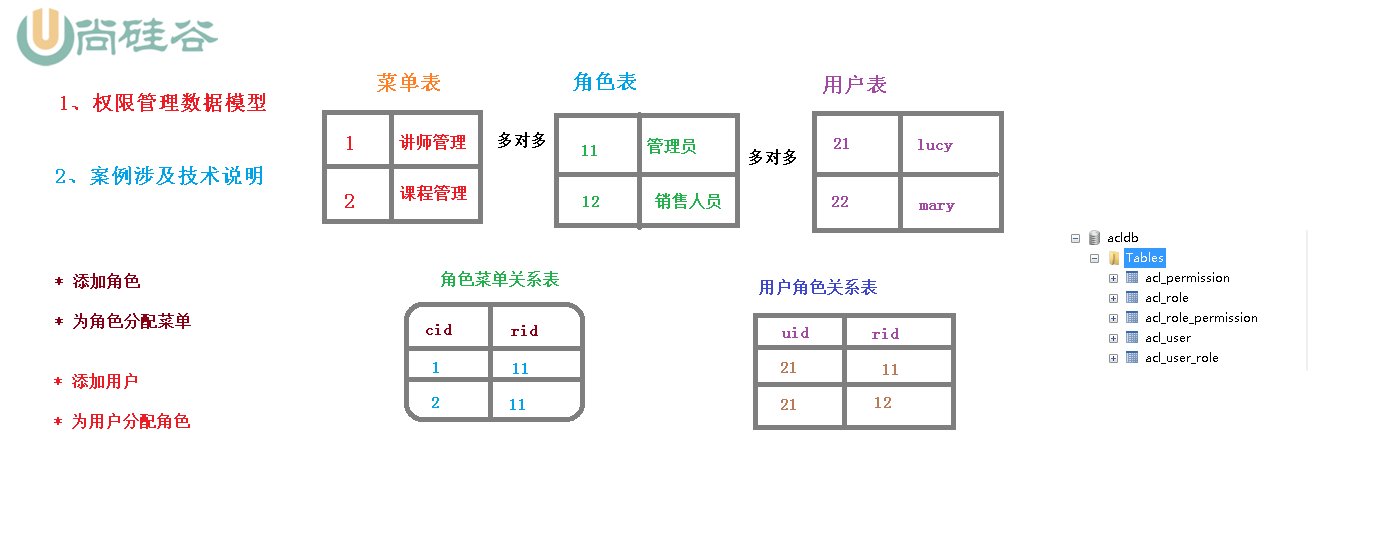 尚硅谷
1、权限管理数据模型
2、案例涉及技术说明
* 添加角色
* 为角色分配菜单
* 添加用户
* 为用户分配角色
菜单表
1 讲师管理
2 课程管理
多对多
角色表
11 管理员
12 销售人员
多对多
用户表
21 lucy
22 mary
角色菜单关系表
cid rid
1 11
2 11
用户角色关系表
uid rid
21 11
21 12
acldb
Tables
acl_permission
acl_role
acl_role_permission
acl_user
acl_user_role